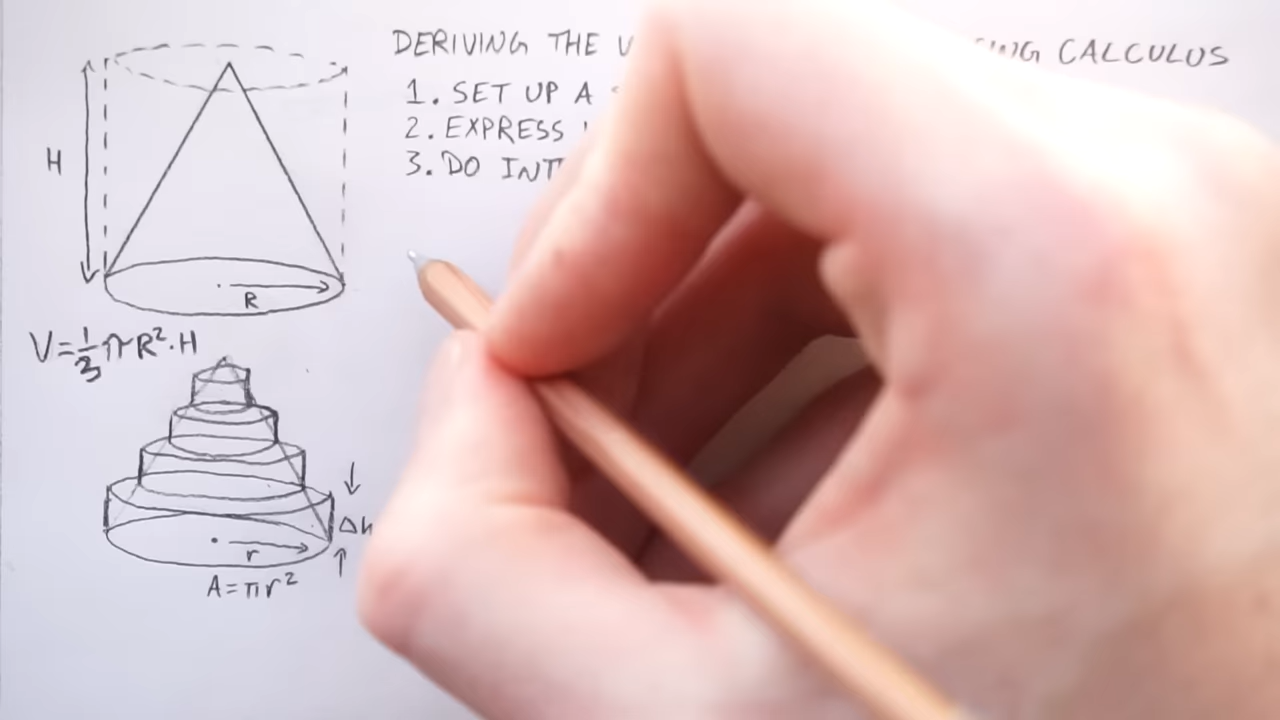 DERIVING THE
ING CALCULUS
1. SET UP A
2. EXPRESS
3. DO INT
H
R
V=⅓πR².H
Δh
r
A=πr²